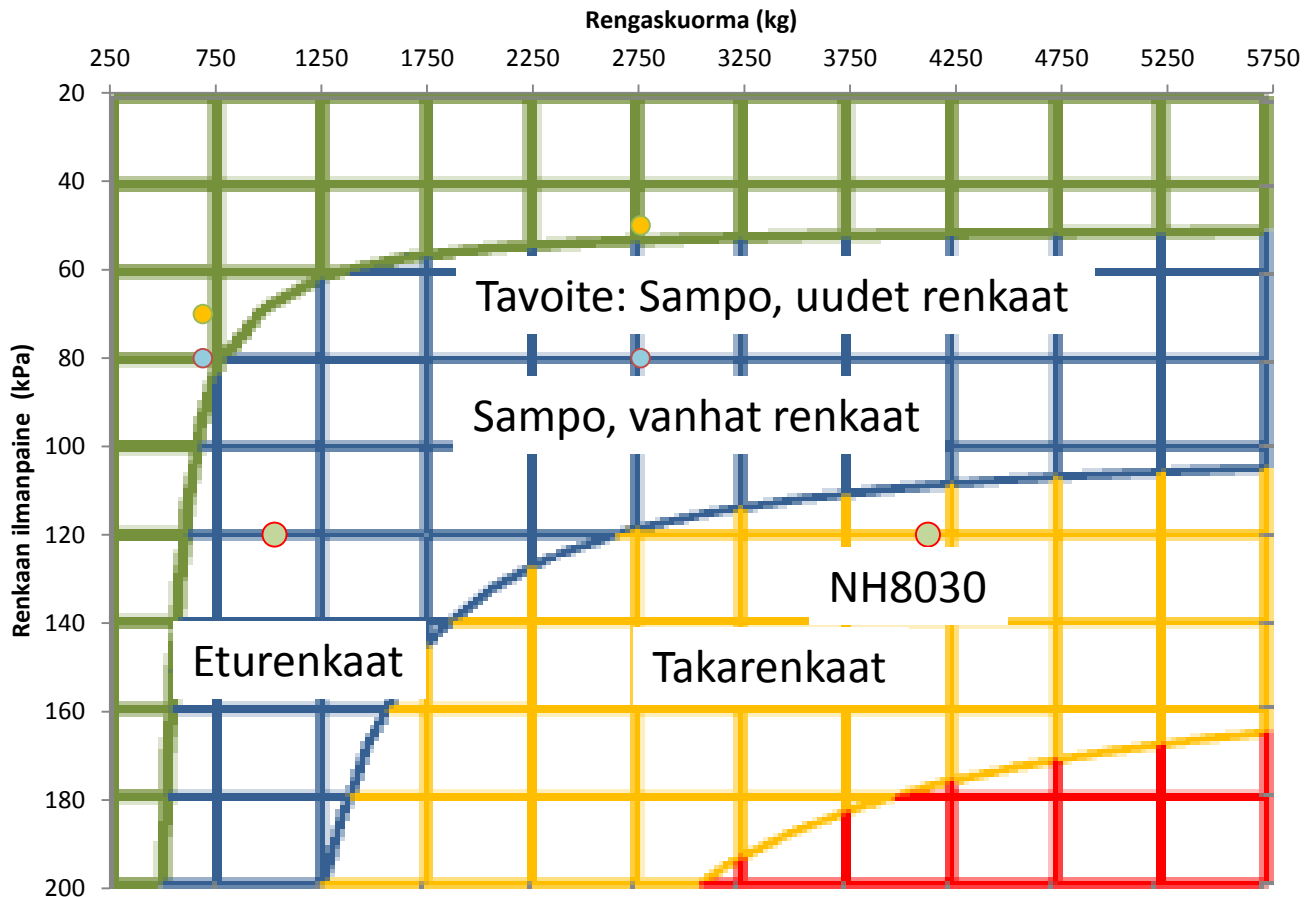 Rengaskuorma (kg)
250 750 1250 1750 2250 2750 3250 3750 4250 4750 5250 5750
Renkaan ilmanpaine (kPa)
20
40
60
Tavoite: Sampo, uudet renkaat
80
Sampo, vanhat renkaat
100
120
NH8030
140
Eturenkaat Takarenkaat
160
180
200